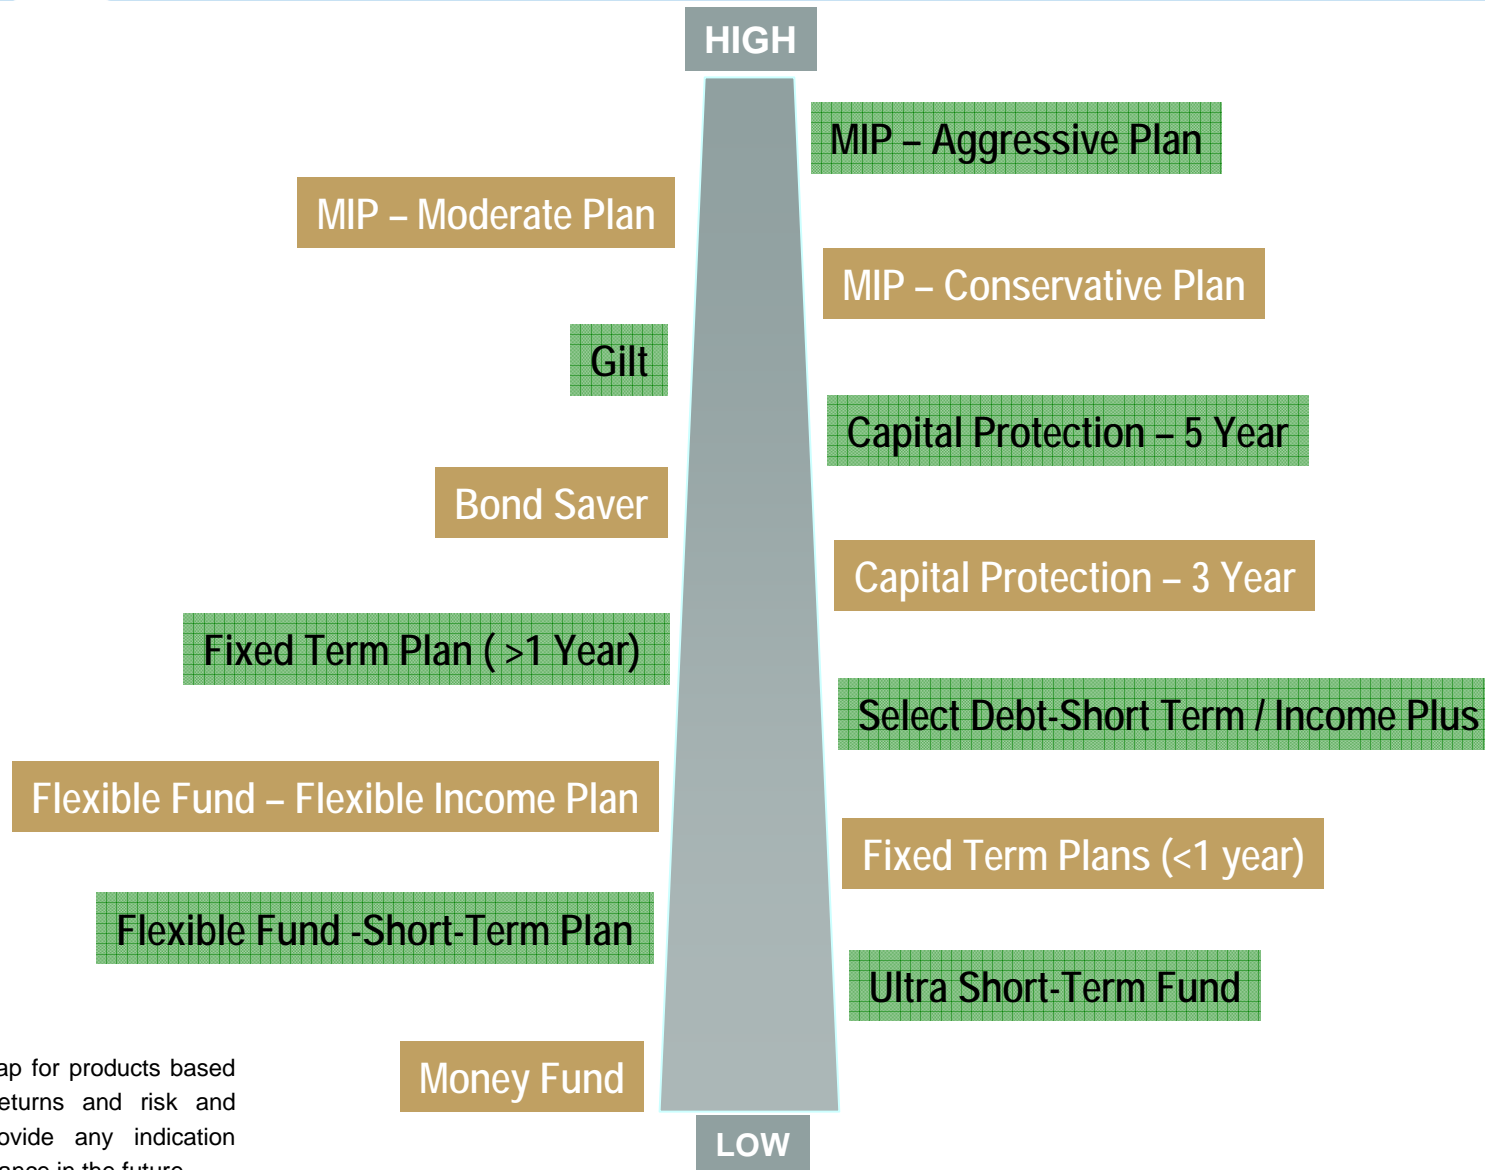 HIGH
MIP – Aggressive Plan
MIP – Moderate Plan
MIP – Conservative Plan
Gilt
Capital Protection – 5 Year
Bond Saver
Capital Protection – 3 Year
Fixed Term Plan ( >1 Year)
Select Debt-Short Term / Income Plus
Flexible Fund – Flexible Income Plan
Fixed Term Plans (<1 year)
Flexible Fund -Short-Term Plan
Ultra Short-Term Fund
Money Fund
for products based
and risk and
any indication
in the future
LOW